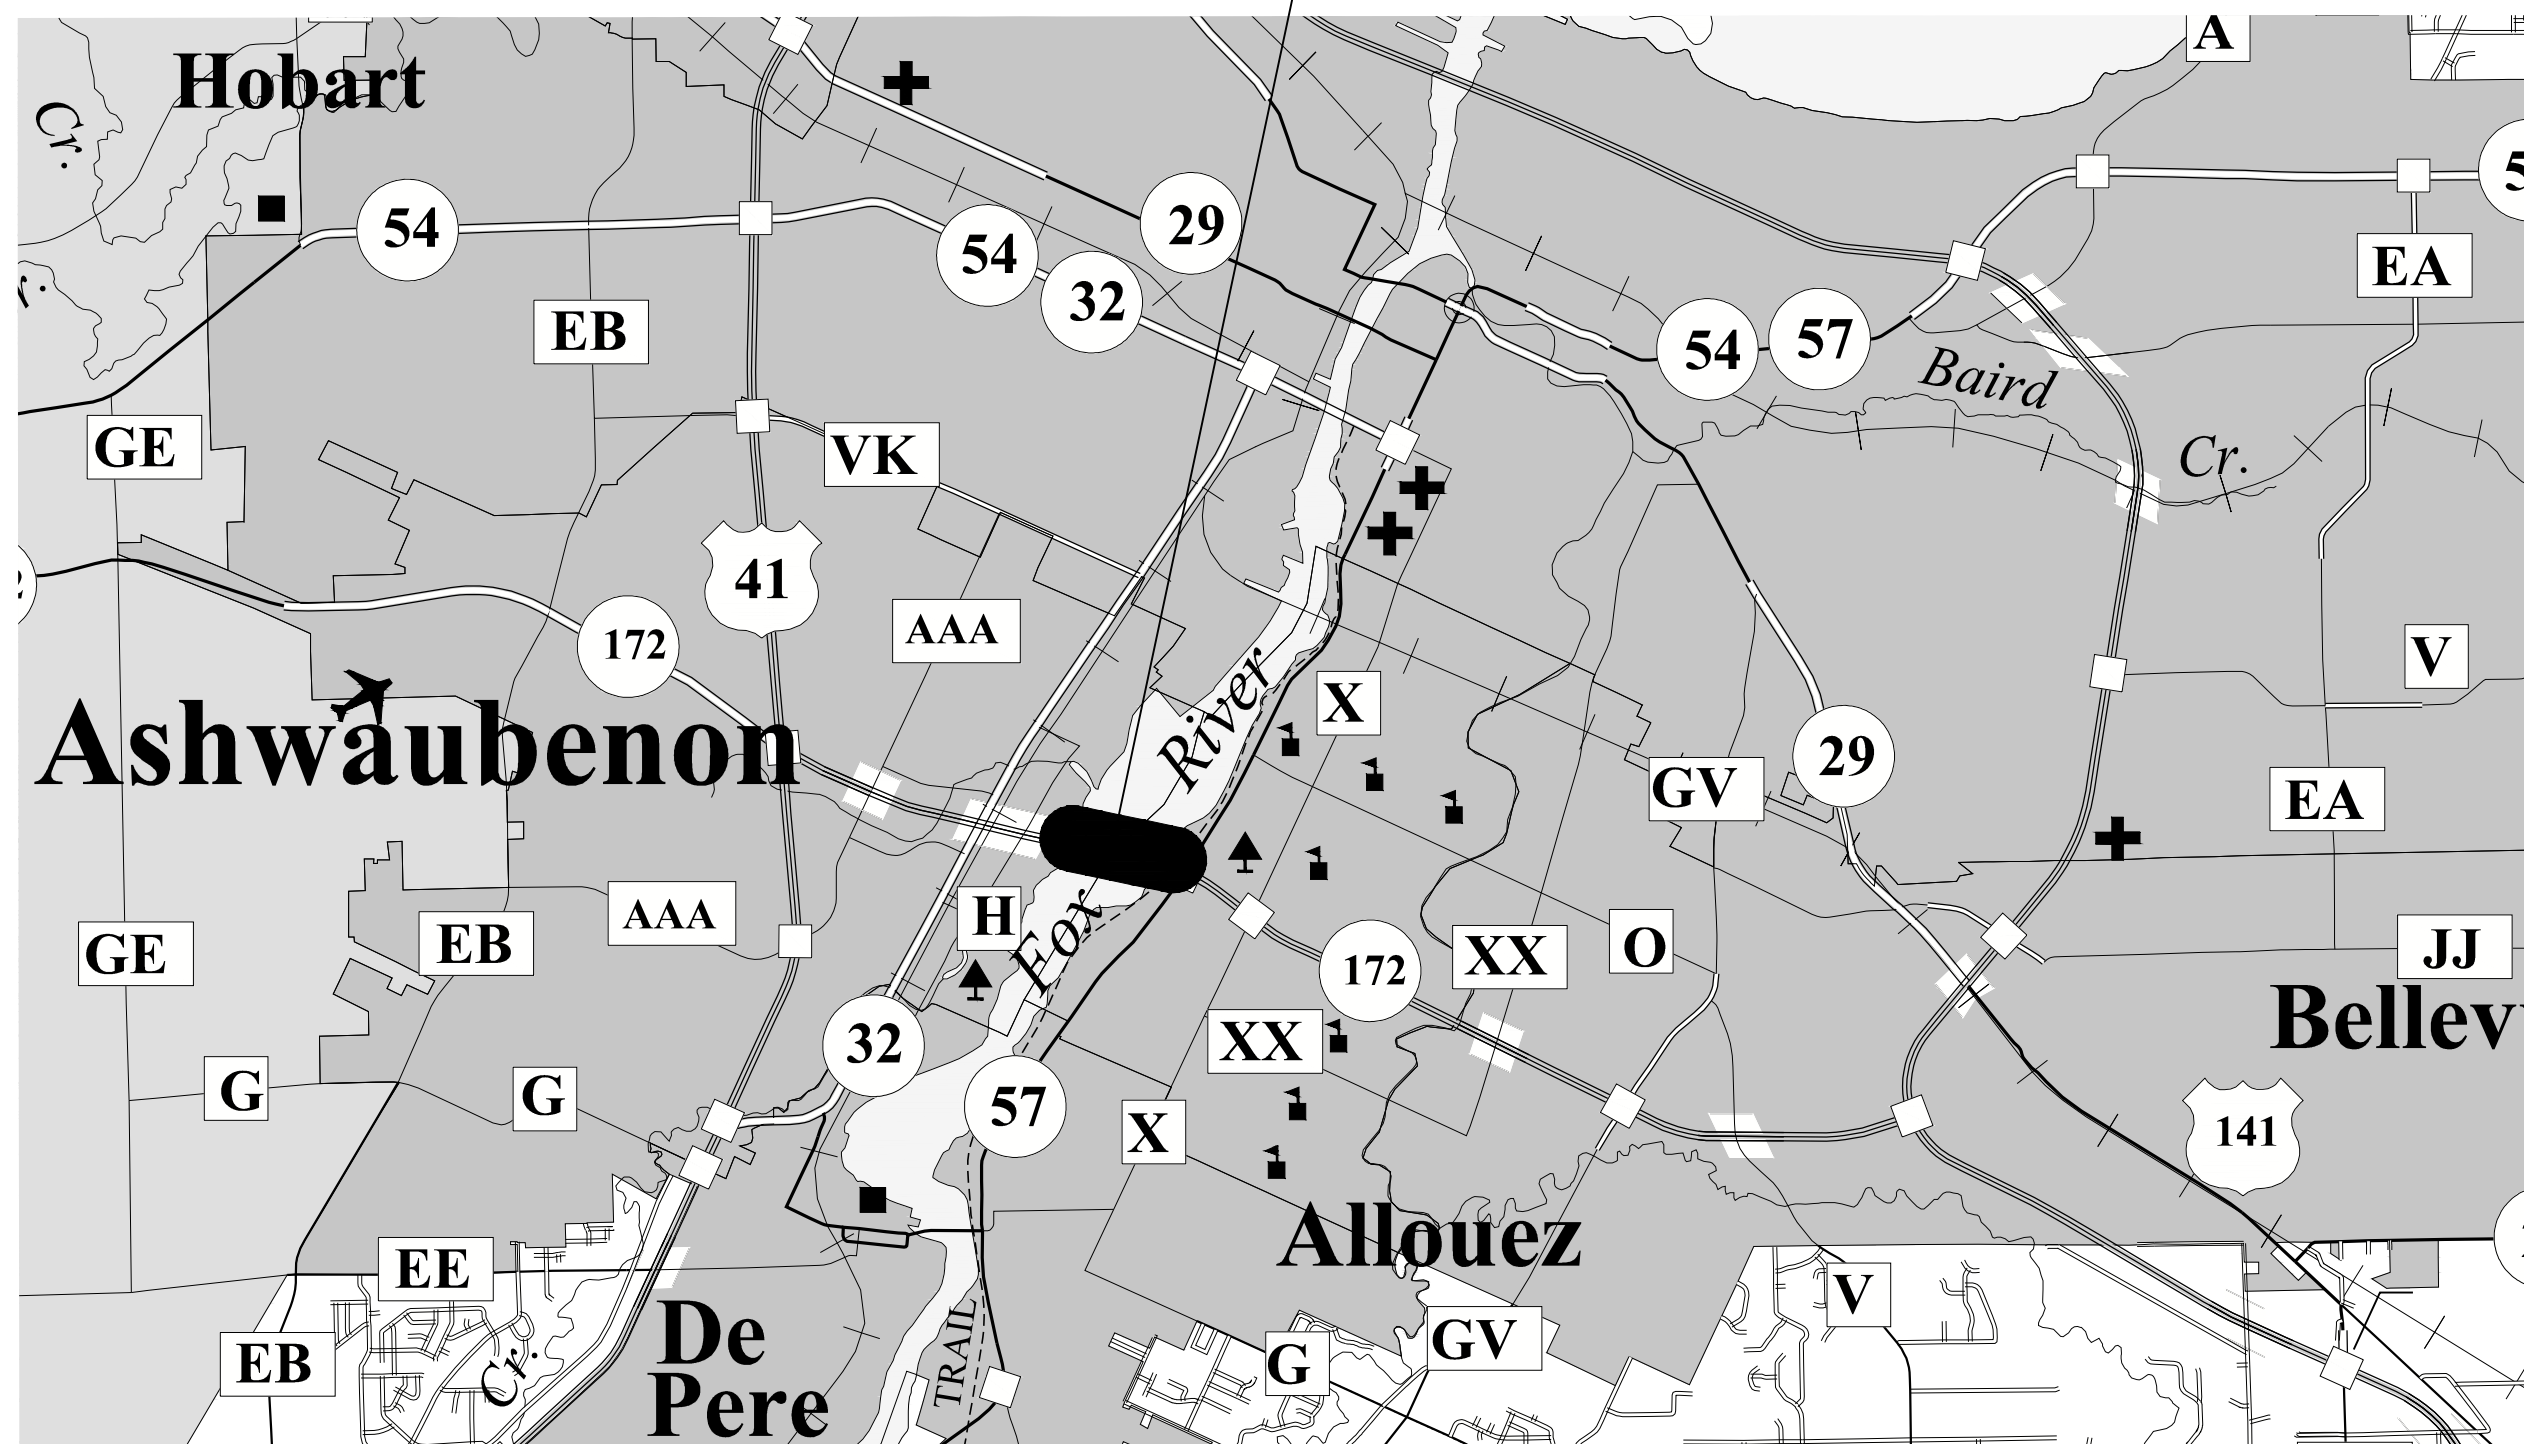 A
Hobart
Cr.
54
54
32
29
5
EA
EB
54
57
Baird
Cr.
GE
VK
41
172
AAA
V
X
River
Ashwaubenon
GV
29
EA
AAA
EB
GE
H
Fox
172
XX
O
JJ
Bellev
32
XX
G
G
57
X
141
Allouez
EE
V
De
Pere
EB
Cr.
TRAIL
G
GV